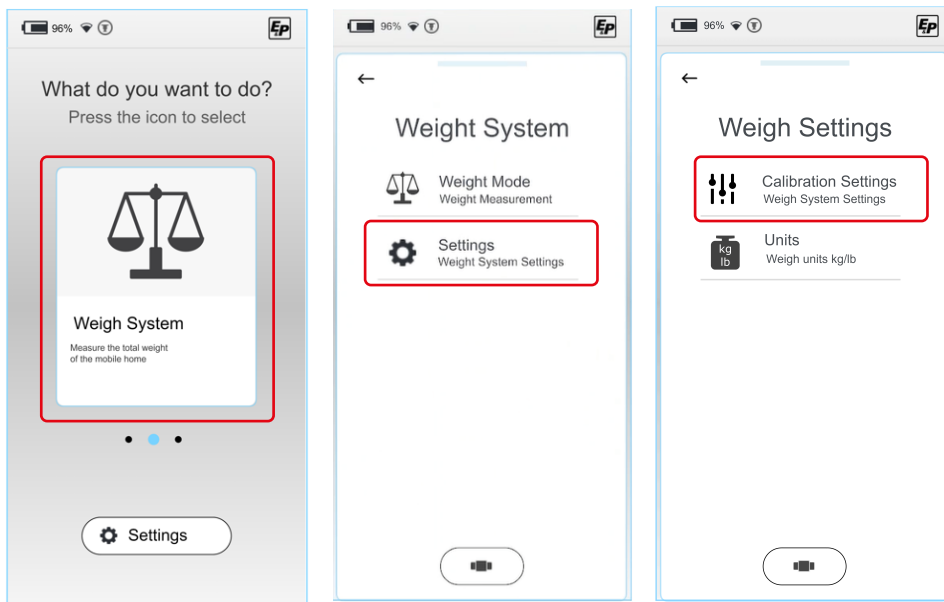 96%
EP
What do you want to do?
Press the icon to select
Weigh System
Measure the total weight
of the mobile home
Settings
96%
EP
Weight System
Weight Mode
Weight Measurement
Settings
Weight System Settings
96%
EP
Weigh Settings
Calibration Settings
Weigh System Settings
kg
lb
Units
Weigh units kg/lb